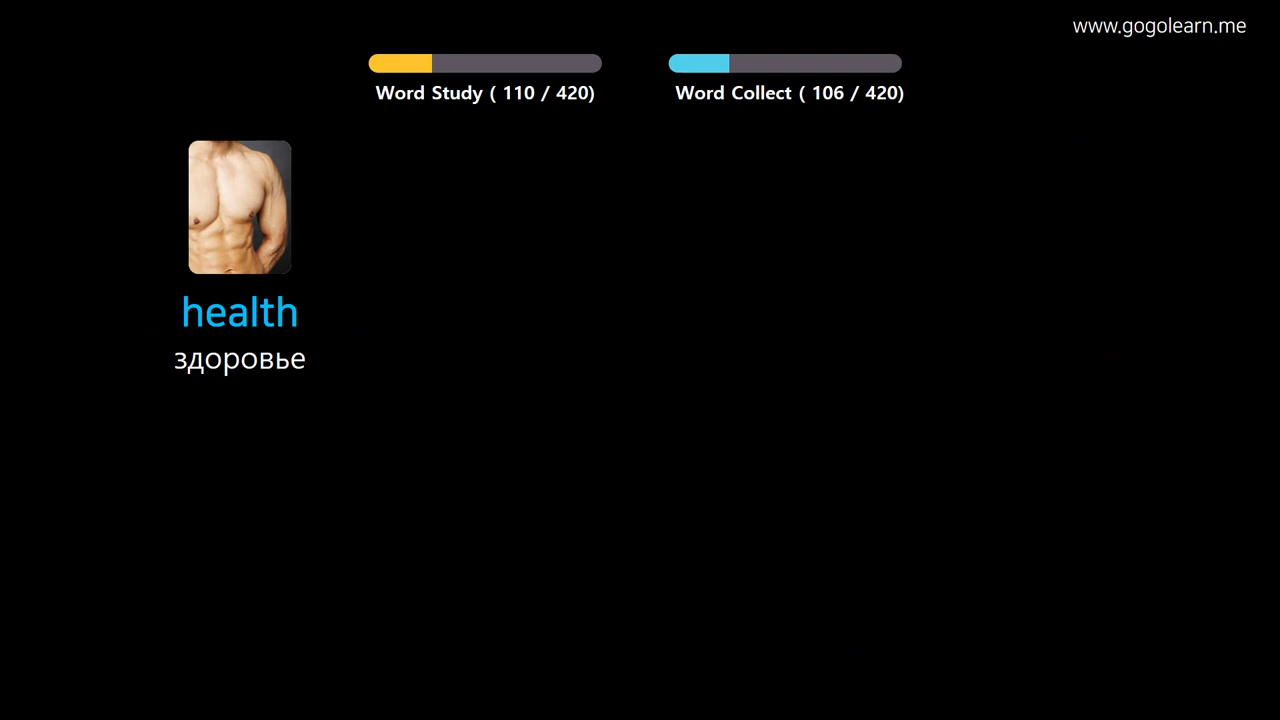 www.gogolearn.me
Word Study ( 110 / 420)
Word Collect ( 106 / 420)
health
здоровье